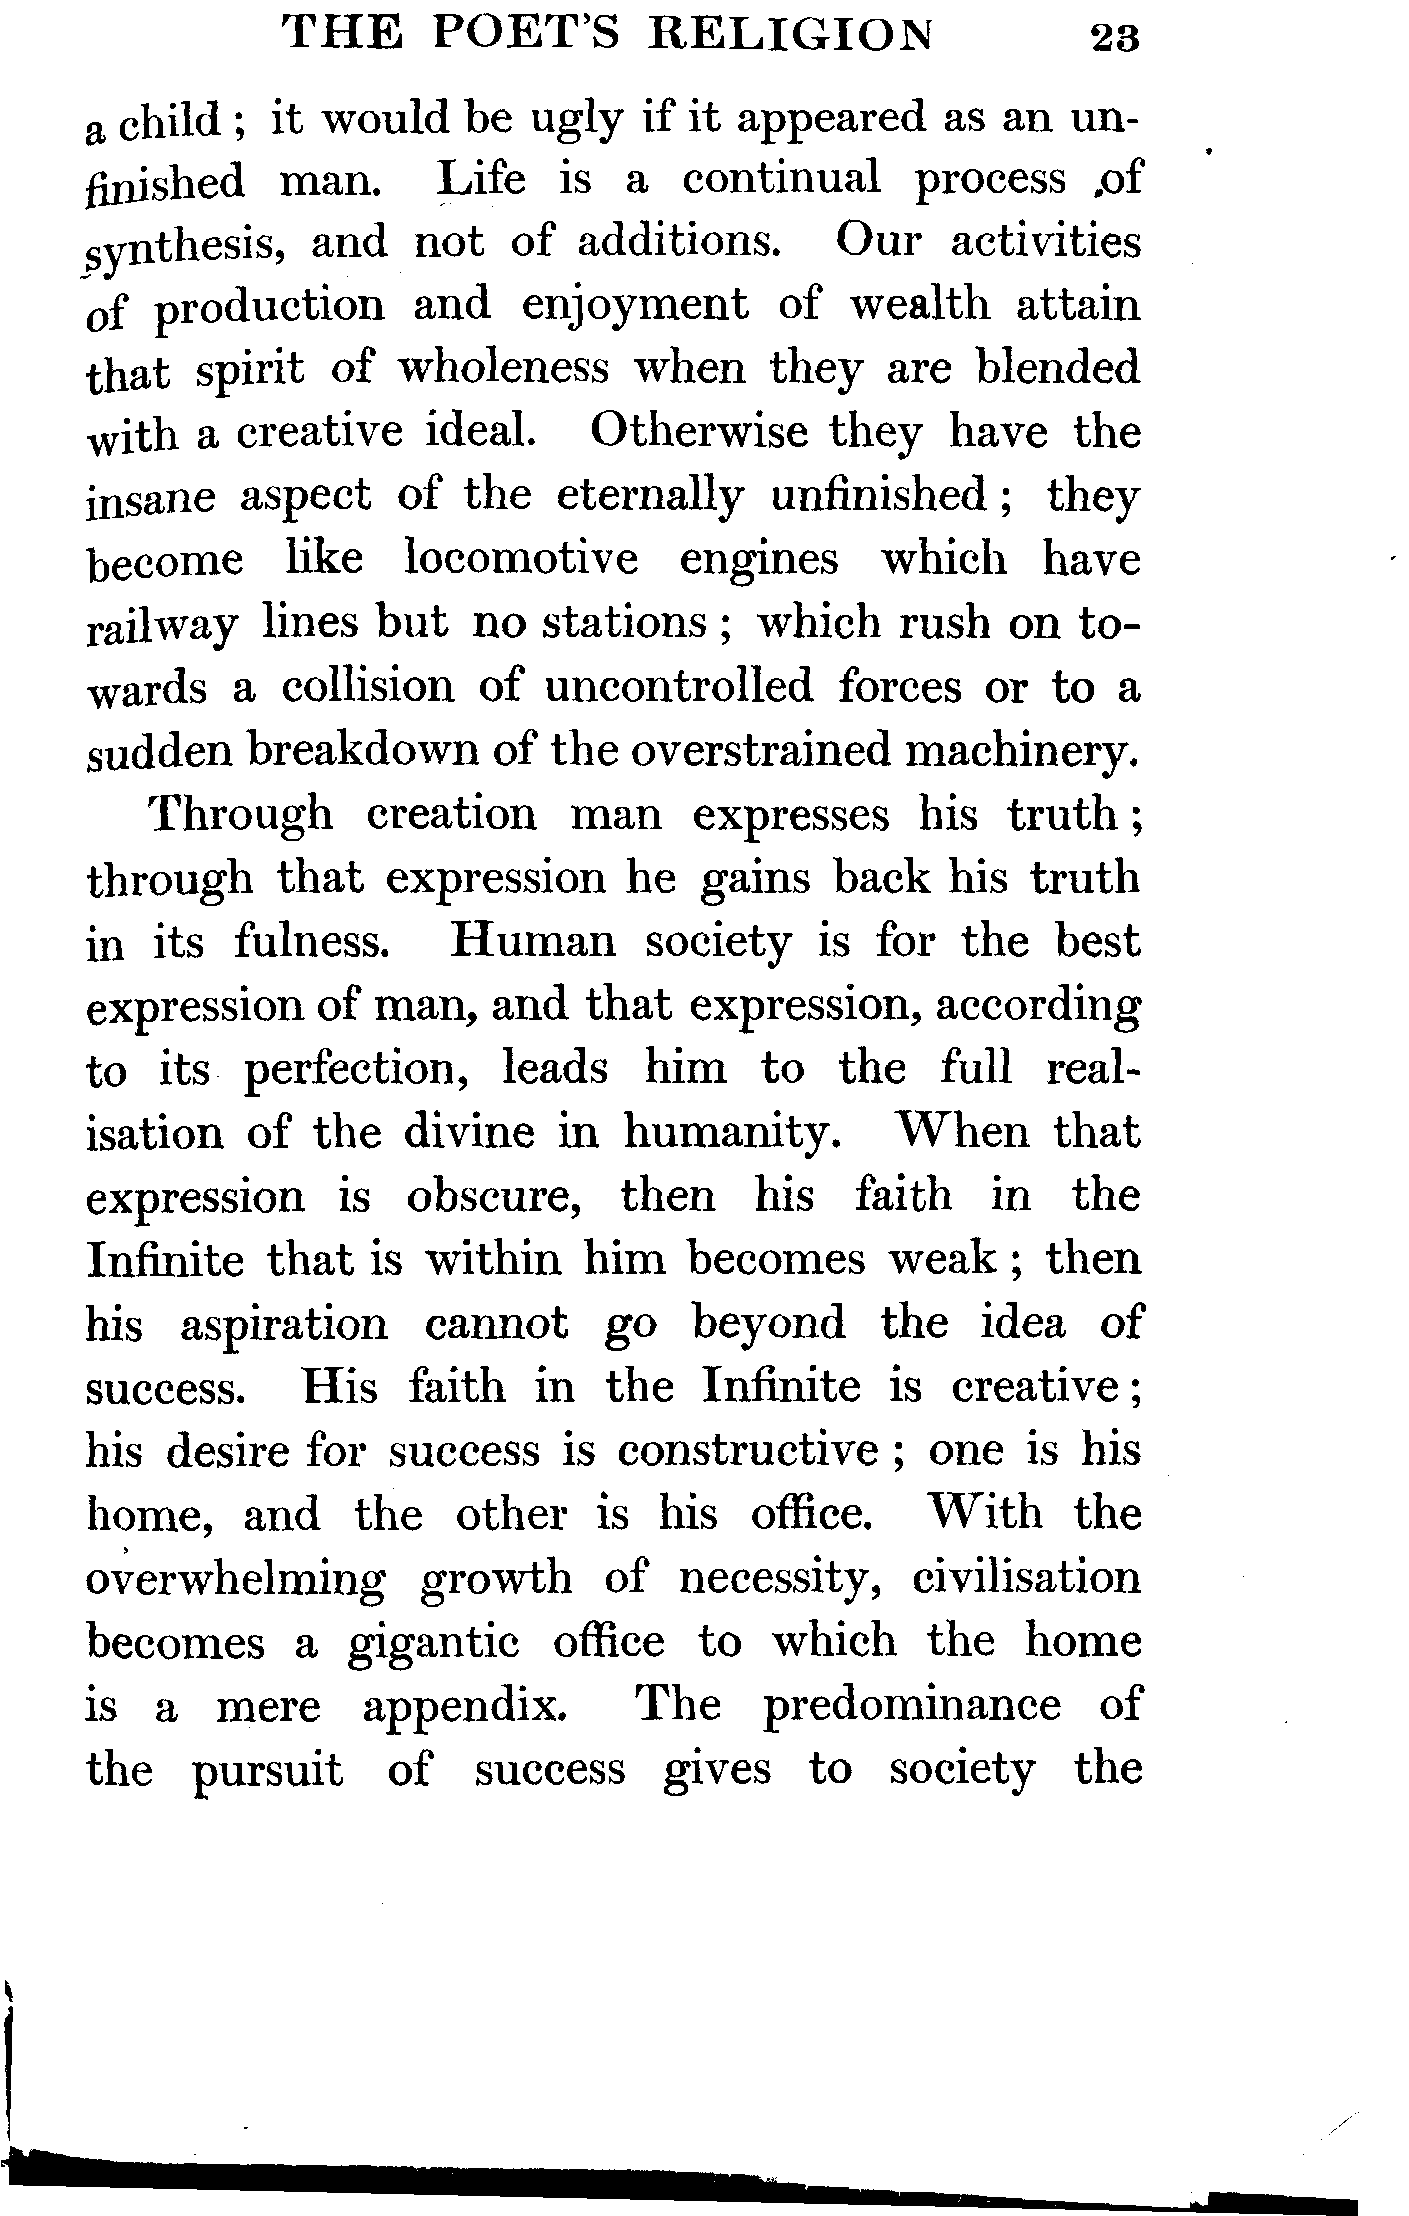 THE POET'S RELIGION 23
a child ; it would be ugly if it appeared as an un-
finished man. Life is a continual process of
synthesis, and not of additions. Our activities
of production and enjoyment of wealth attain
that spirit of wholeness when they are blended
with a creative ideal. Otherwise they have the
insane aspect of the eternally unfinished ; they
become like locomotive engines which have
railway lines but no stations ; which rush on to-
wards a collision of uncontrolled forces or to a
sudden breakdown of the overstrained machinery.
Through creation man expresses his truth ;
through that expression he gains back his truth
in its fulness. Human society is for the best
expression of man, and that expression, according
to its perfection, leads him to the full real-
isation of the divine in humanity. When that
expression is obscure, then his faith in the
Infinite that is within him becomes weak ; then
his aspiration cannot go beyond the idea of
success. His faith in the Infinite is creative ;
his desire for success is constructive ; one is his
home, and the other is his office. With the
overwhelming growth of necessity, civilisation
becomes a gigantic office to which the home
is a mere appendix. The predominance of
the pursuit of success gives to society the